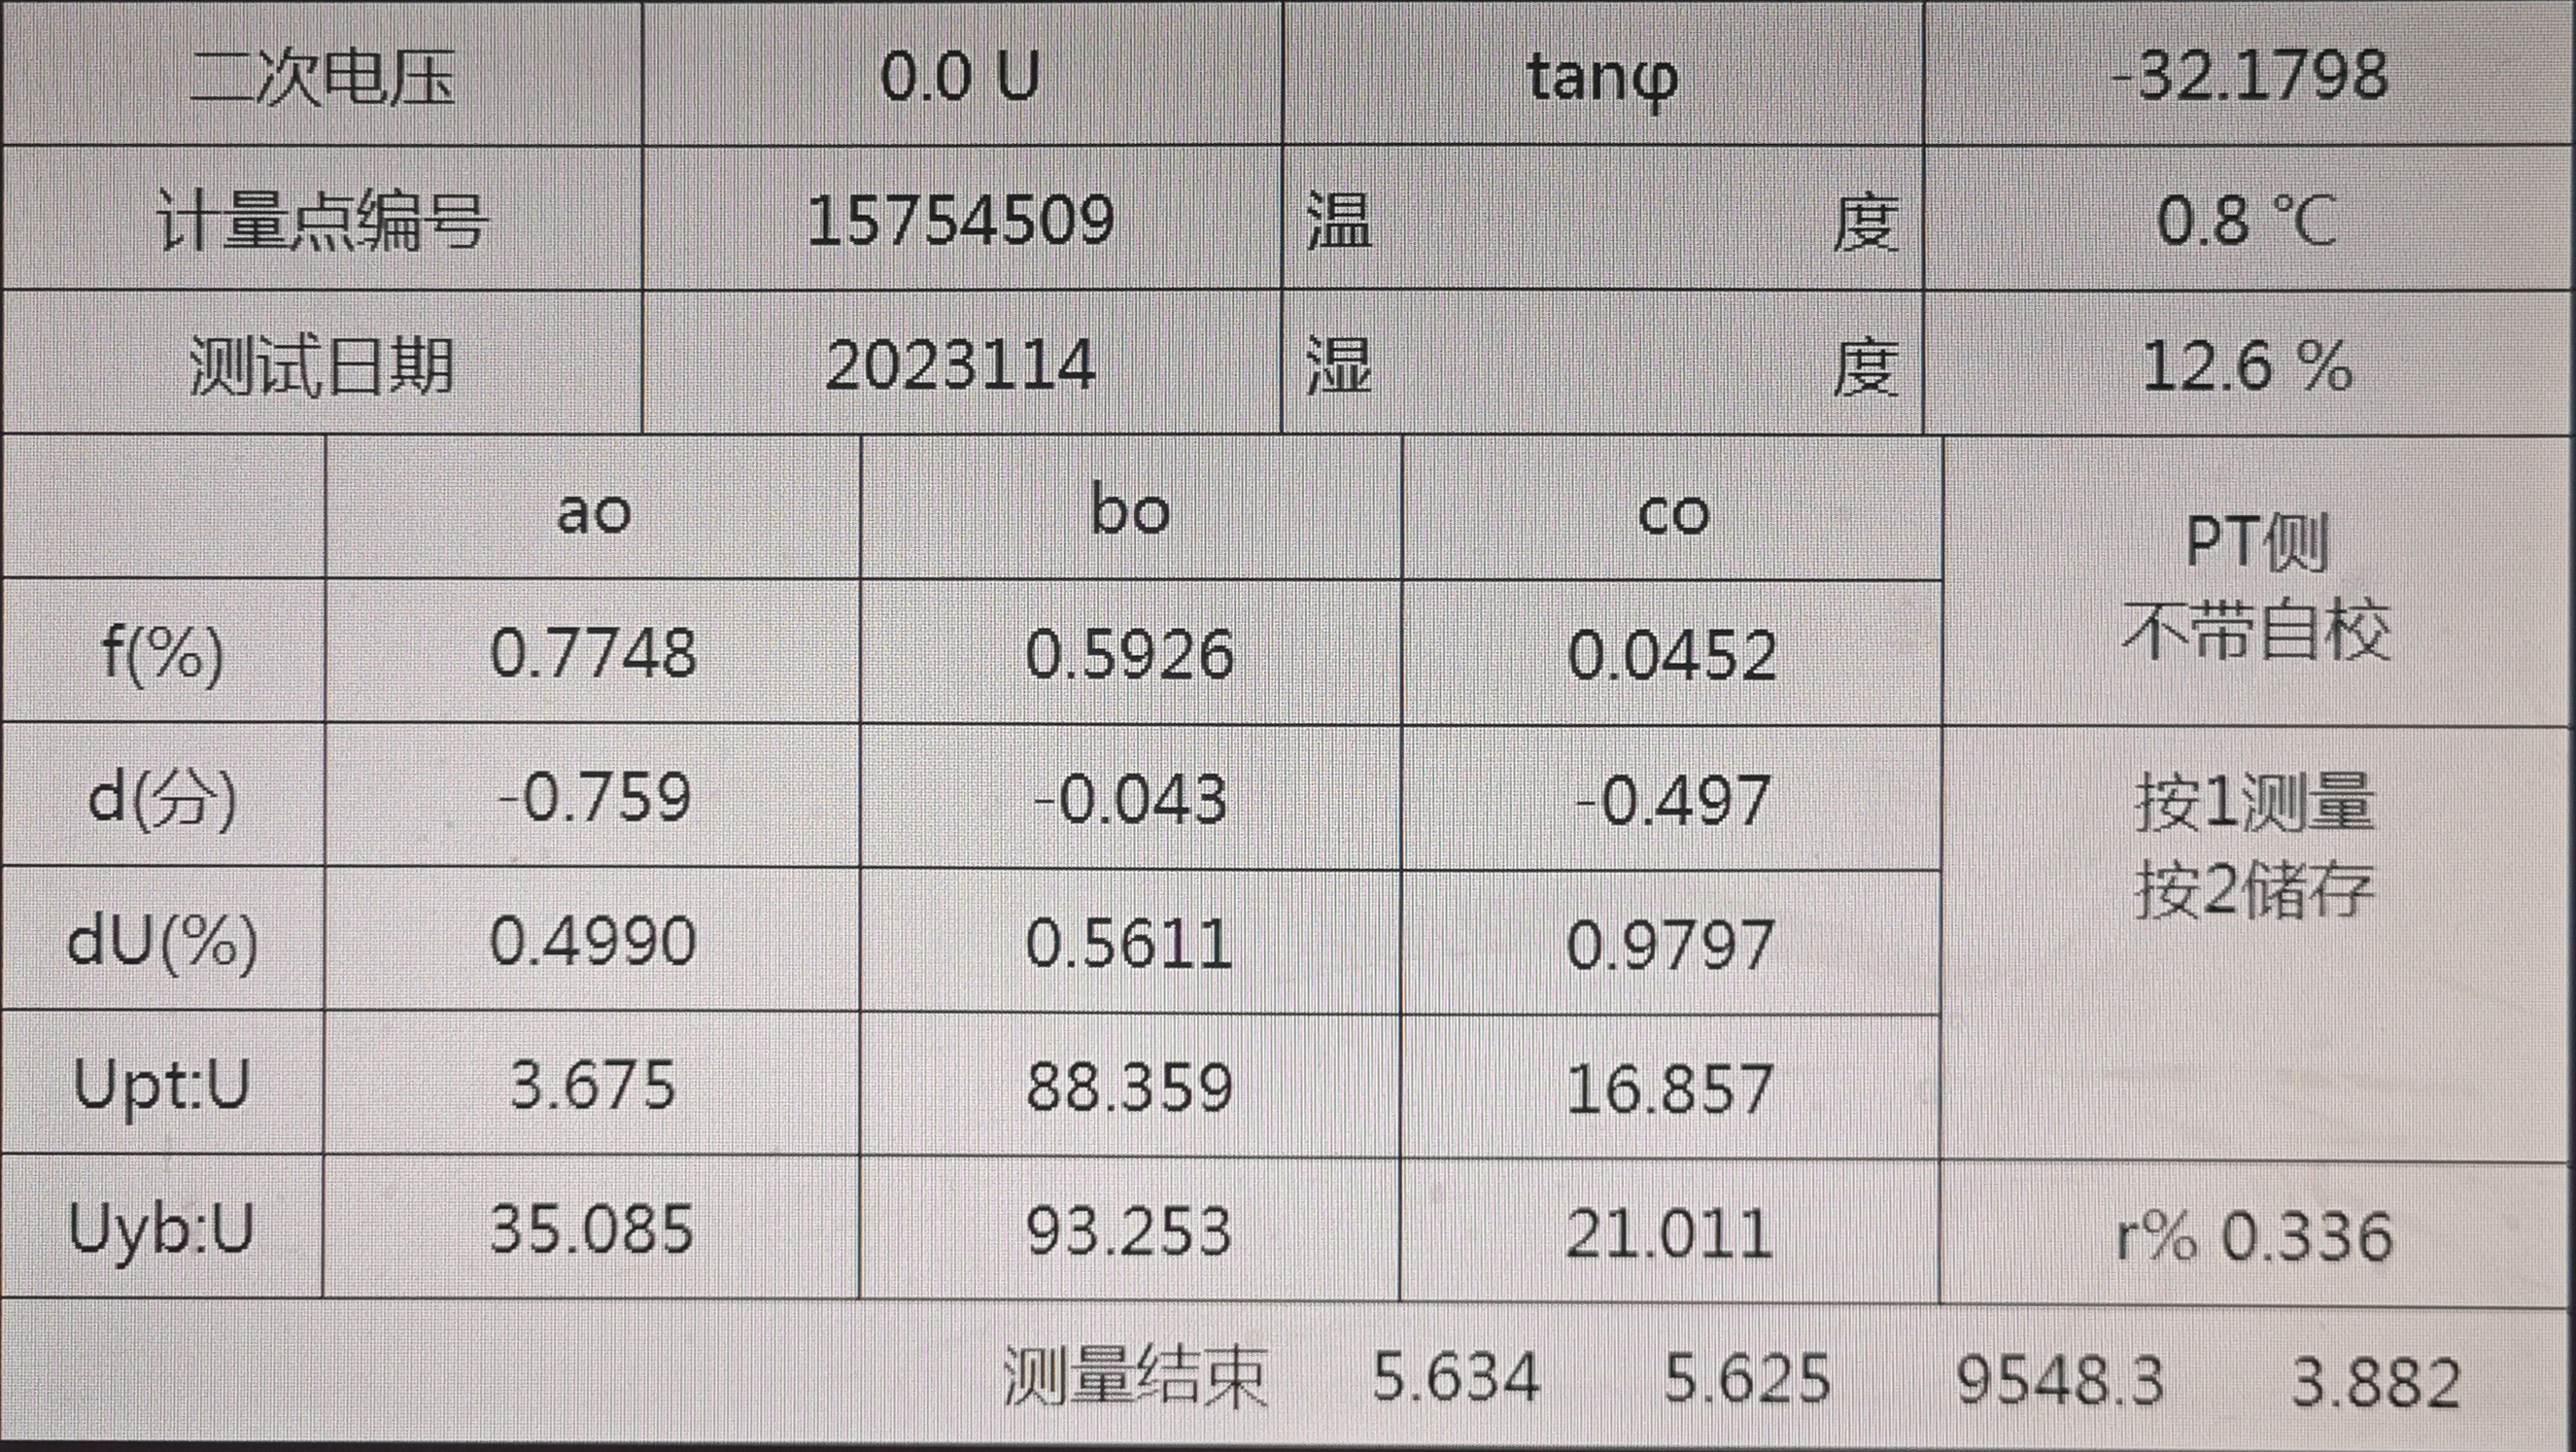 二次电压 0.0 U tanφ -32.1798
计量点编号 15754509 温 度 0.8 ℃
测试日期 2023114 湿 度 12.6 %
ao bo co PT侧
不带自校
f(%) 0.7748 0.5926 0.0452
d(分) -0.759 -0.043 -0.497 按1测量
按2储存
dU(%) 0.4990 0.5611 0.9797
Upt:U 3.675 88.359 16.857
Uyb:U 35.085 93.253 21.011 r% 0.336
测量结束 5.634 5.625 9548.3 3.882